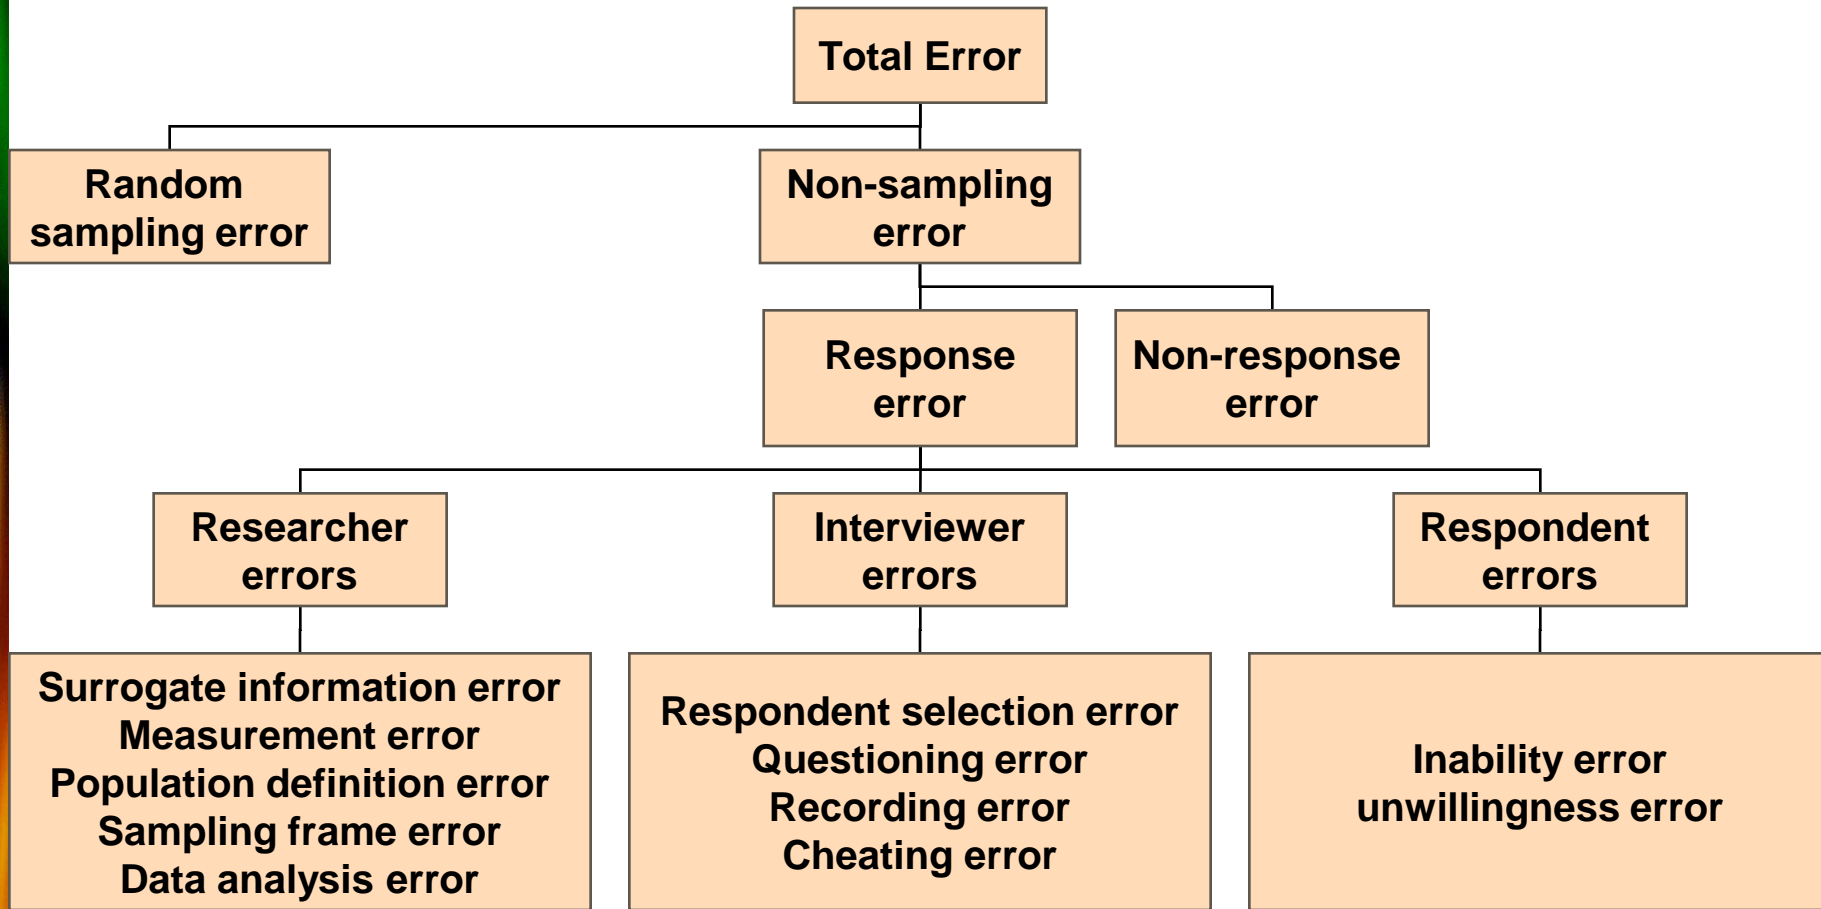 Total Error
Random
sampling error
Non-sampling
error
Response
error
Non-response
error
Researcher
errors
Interviewer
errors
Respondent
errors
Surrogate information error
Measurement error
Population definition error
Sampling frame error
Data analysis error
Respondent selection error
Questioning error
Recording error
Cheating error
Inability error
unwillingness error